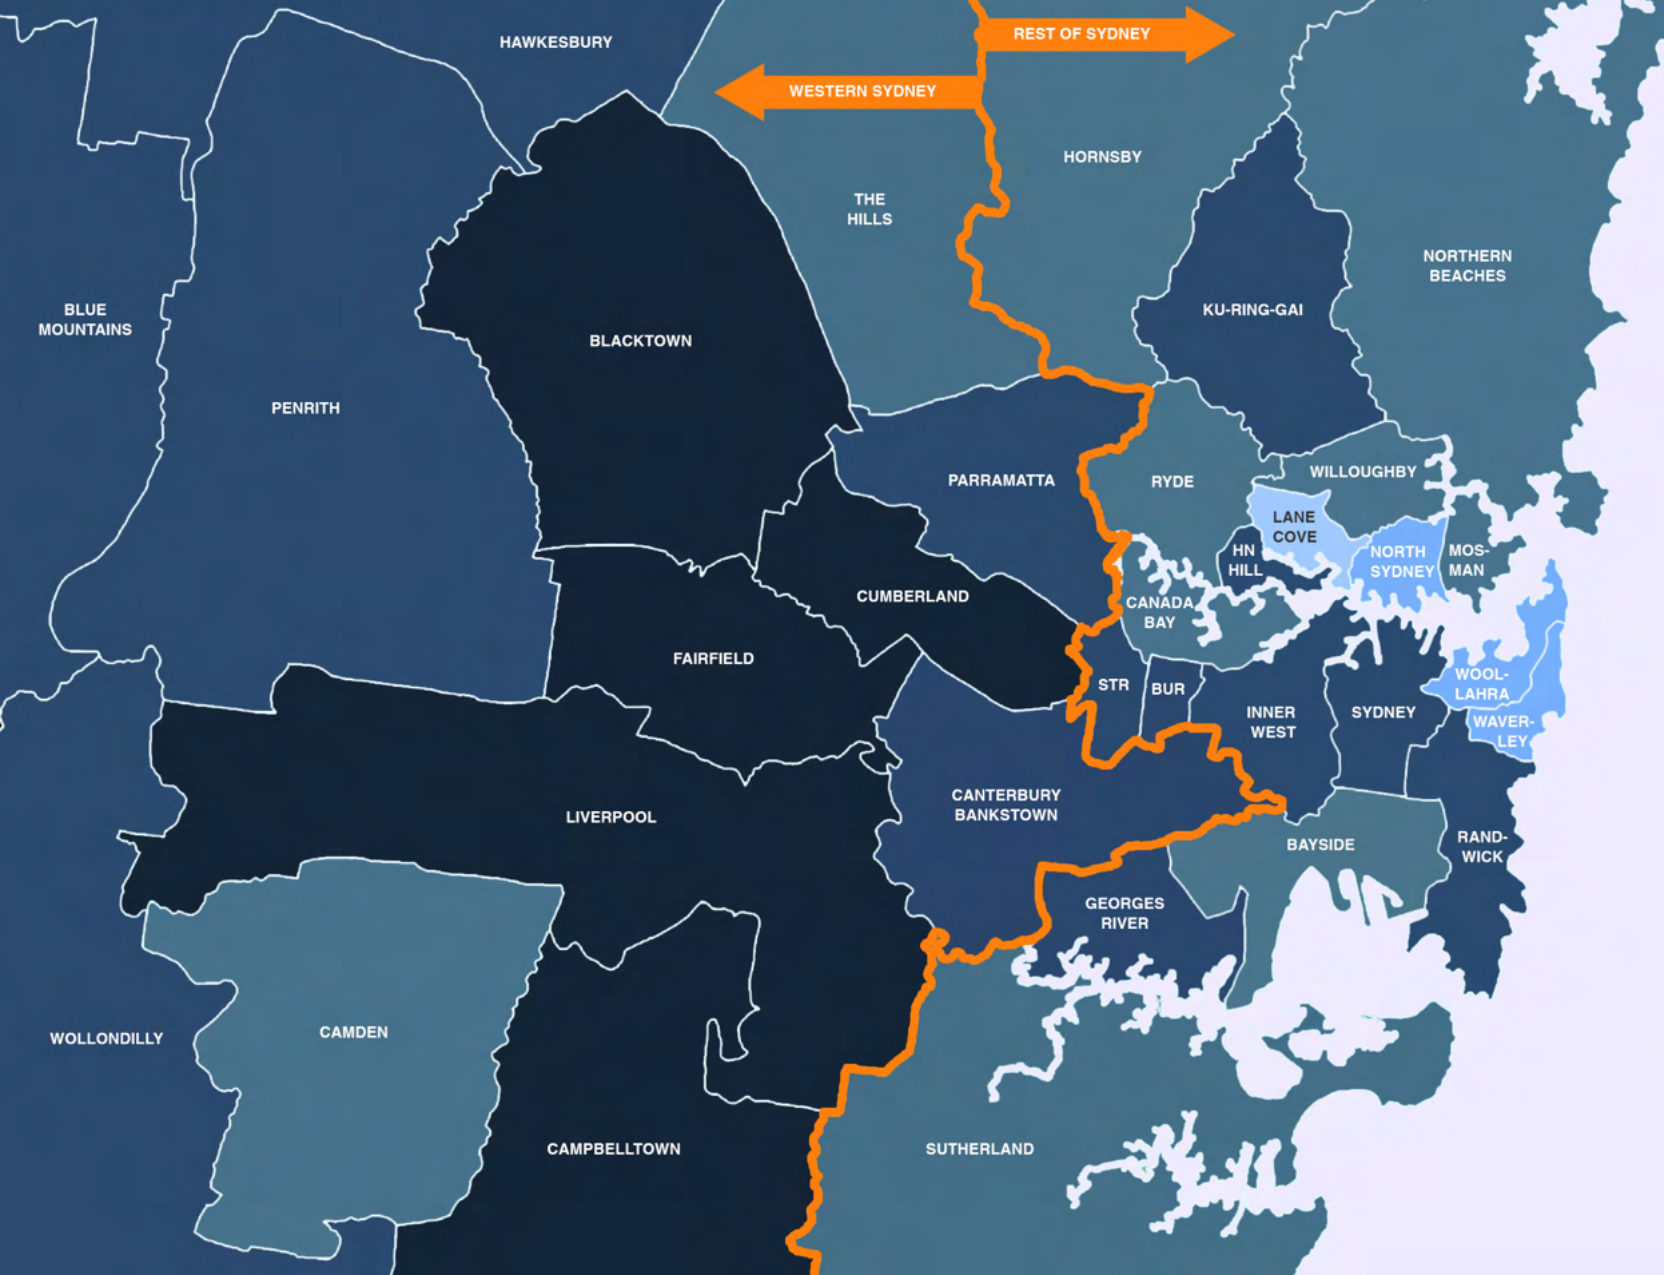 HAWKESBURY
REST OF SYDNEY
WESTERN SYDNEY
HORNSBY
THE
HILLS
NORTHERN
BEACHES
BLUE
MOUNTAINS
KU-RING-GAI
BLACKTOWN
PENRITH
PARRAMATTA
RYDE
WILLOUGHBY
LANE
COVE
HN
HILL
NORTH
SYDNEY
MOS-
MAN
CUMBERLAND
CANADA
BAY
FAIRFIELD
STR
BUR
WOOL-
LAHRA
INNER
WEST
SYDNEY
WAVER-
LEY
CANTERBURY
BANKSTOWN
LIVERPOOL
BAYSIDE
RAND-
WICK
GEORGES
RIVER
WOLLONDILLY
CAMDEN
CAMPBELLTOWN
SUTHERLAND